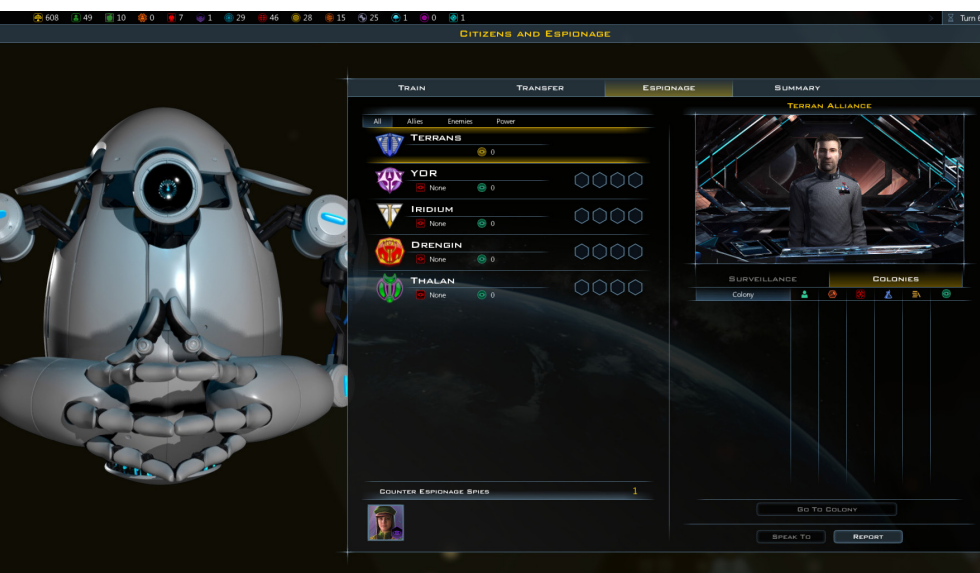 608 49 10 0 7 1 29 46 28 15 25 1 0 1 Turn
CITIZENS AND ESPIONAGE
TRAIN TRANSFER ESPIONAGE SUMMARY
TERRAN ALLIANCE
All Allies Enemies Power
TERRANS
0
YOR
None 0
IRIDIUM
None 0
DRENGIN
None 0
THALAN
None 0
SURVEILLANCE COLONIES
Colony
COUNTER ESPIONAGE SPIES 1
GO TO COLONY
SPEAK TO REPORT